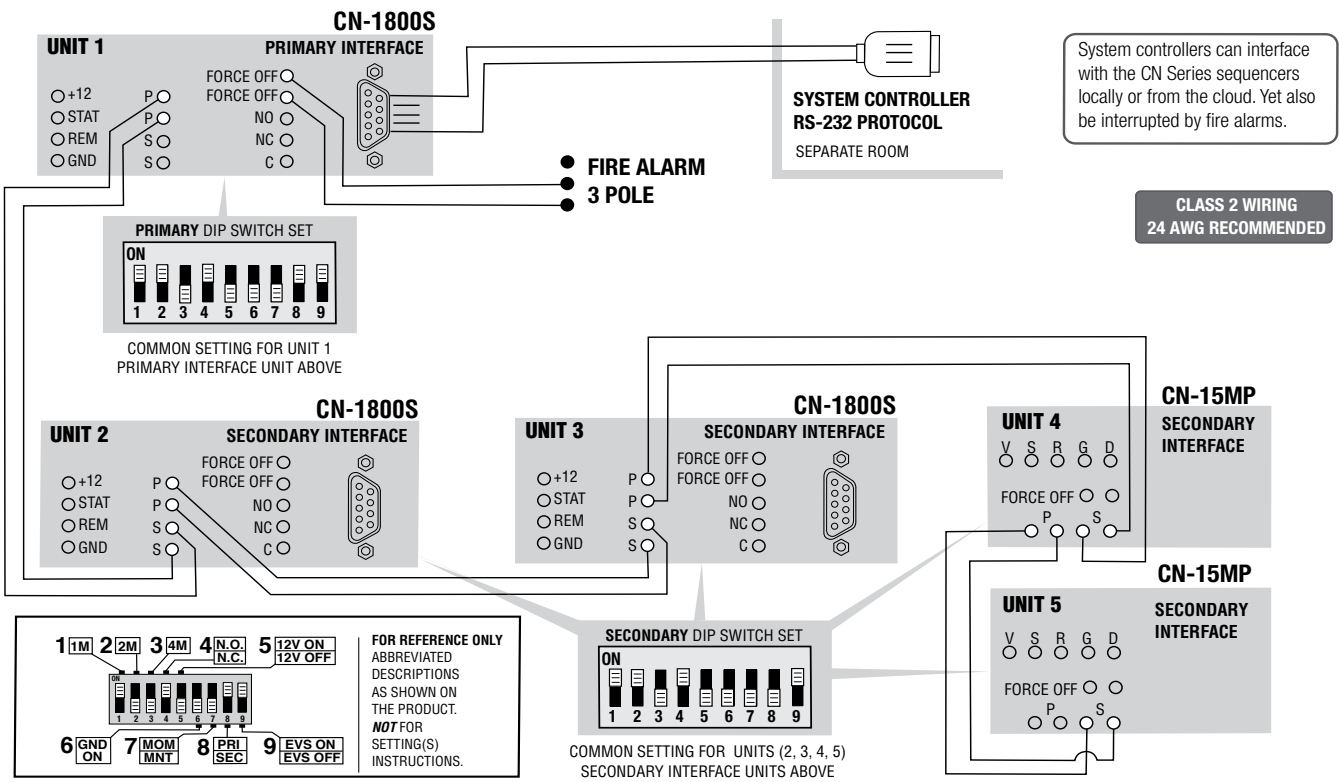 CN-1800S
UNIT 1
PRIMARY INTERFACE
FORCE OFF
FORCE OFF
NO
NC
C
+12
STAT
REM
GND
P
P
S
S
SYSTEM CONTROLLER
RS-232 PROTOCOL
SEPARATE ROOM
System controllers can interface
with the CN Series sequencers
locally or from the cloud. Yet also
be interrupted by fire alarms.
FIRE ALARM
3 POLE
CLASS 2 WIRING
24 AWG RECOMMENDED
PRIMARY DIP SWITCH SET
ON
1 2 3 4 5 6 7 8 9
COMMON SETTING FOR UNIT 1
PRIMARY INTERFACE UNIT ABOVE
CN-1800S
UNIT 2
SECONDARY INTERFACE
FORCE OFF
FORCE OFF
NO
NC
C
+12
STAT
REM
GND
P
P
S
S
CN-1800S
UNIT 3
SECONDARY INTERFACE
FORCE OFF
FORCE OFF
NO
NC
C
+12
STAT
REM
GND
P
P
S
S
CN-15MP
UNIT 4
SECONDARY
INTERFACE
V S R G D
FORCE OFF
P S
CN-15MP
UNIT 5
SECONDARY
INTERFACE
V S R G D
FORCE OFF
P S
SECONDARY DIP SWITCH SET
ON
1 2 3 4 5 6 7 8 9
COMMON SETTING FOR UNITS (2, 3, 4, 5)
SECONDARY INTERFACE UNITS ABOVE
1 1M 2 2M 3 4M 4 N.O. N.C. 5 12V ON 12V OFF
ON
1 2 3 4 5 6 7 8 9
6 GND ON 7 MOM MNT 8 PRI SEC 9 EVS ON EVS OFF
FOR REFERENCE ONLY
ABBREVIATED
DESCRIPTIONS
AS SHOWN ON
THE PRODUCT.
NOT FOR
SETTING(S)
INSTRUCTIONS.